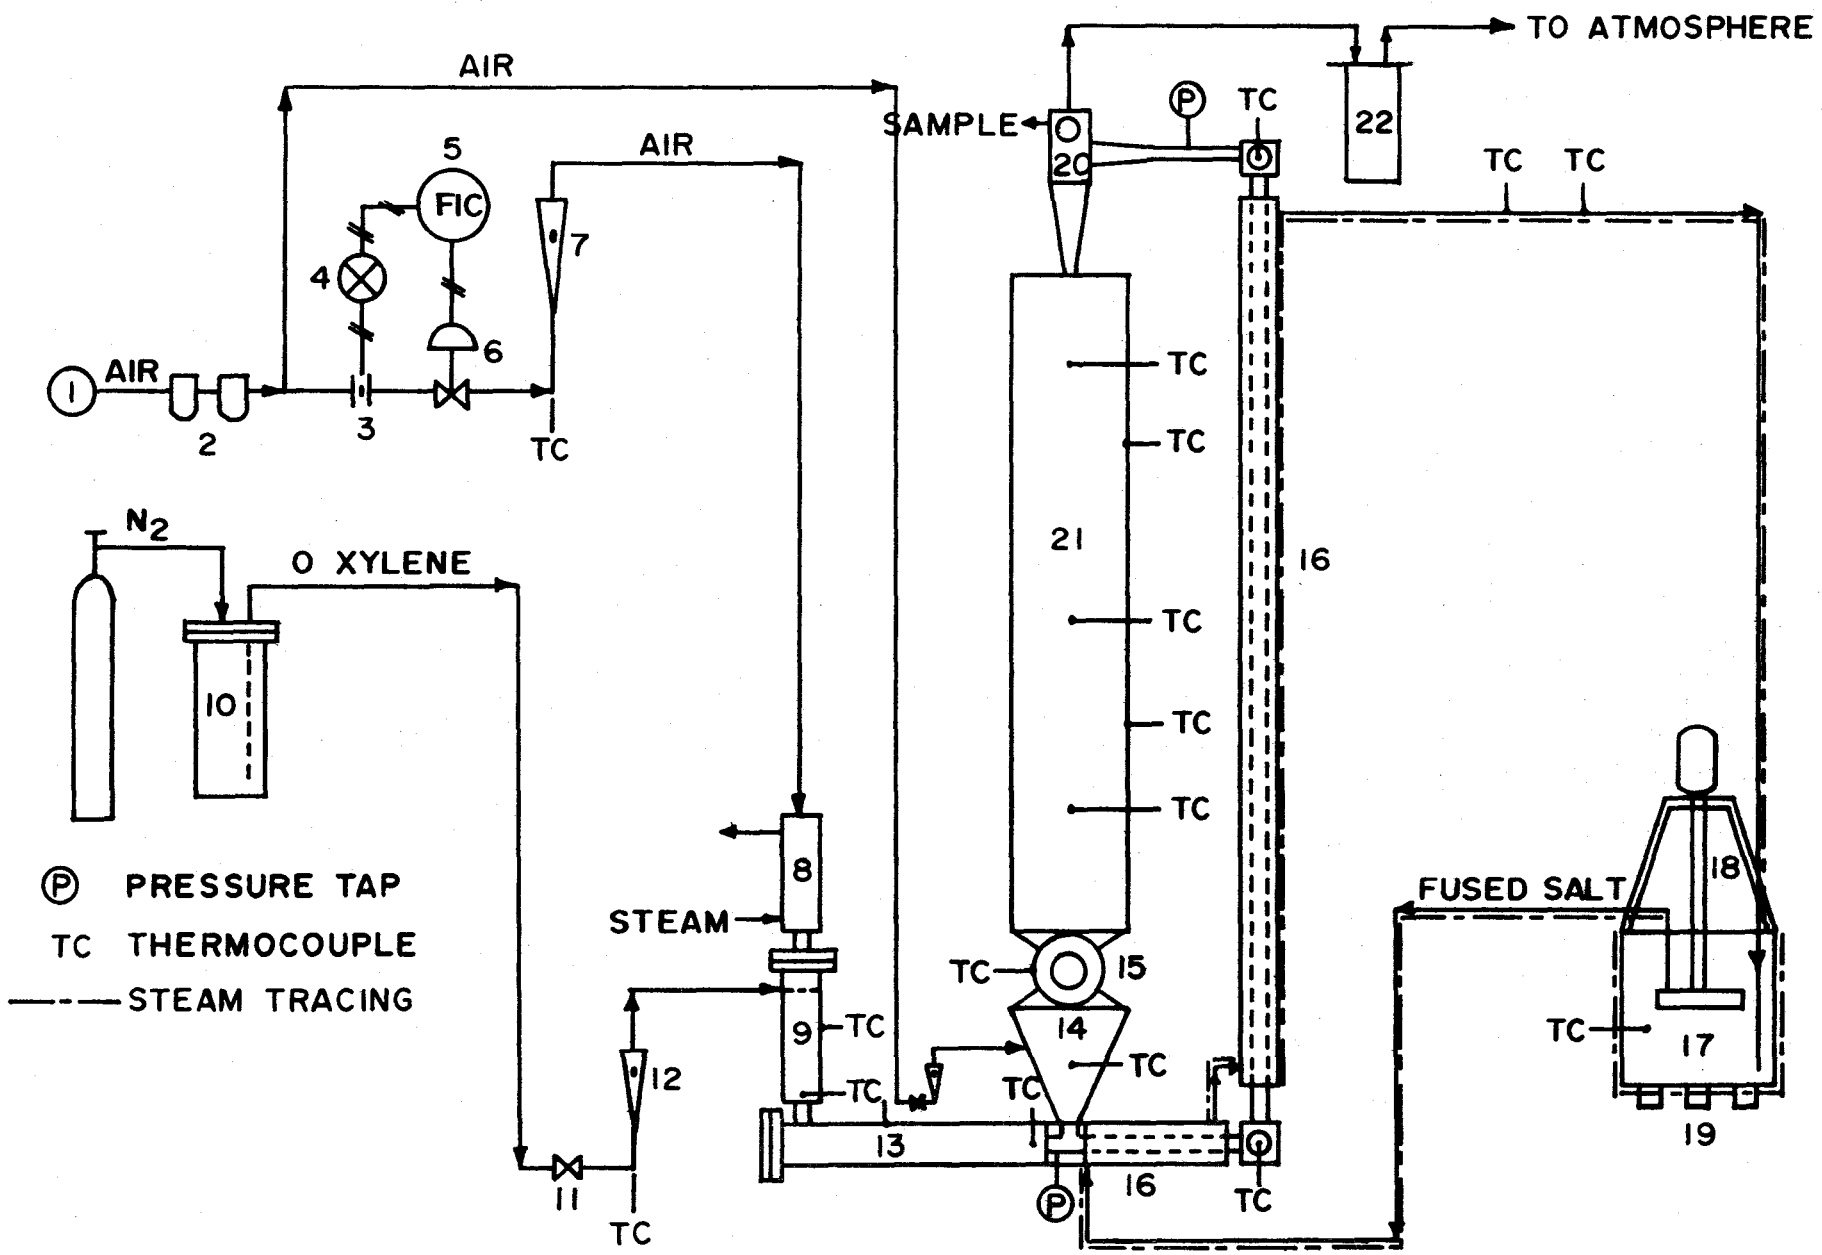 TO ATMOSPHERE
AIR
P
TC
SAMPLE
22
5
AIR
20
TC
TC
FIC
7
4
6
TC
1
AIR
2
3
TC
TC
N2
21
16
O XYLENE
TC
10
TC
TC
8
18
P PRESSURE TAP
FUSED SALT
STEAM
TC THERMOCOUPLE
TC
15
STEAM TRACING
9
TC
14
TC
17
12
TC
TC
TC
13
19
11
16
P
TC
TC